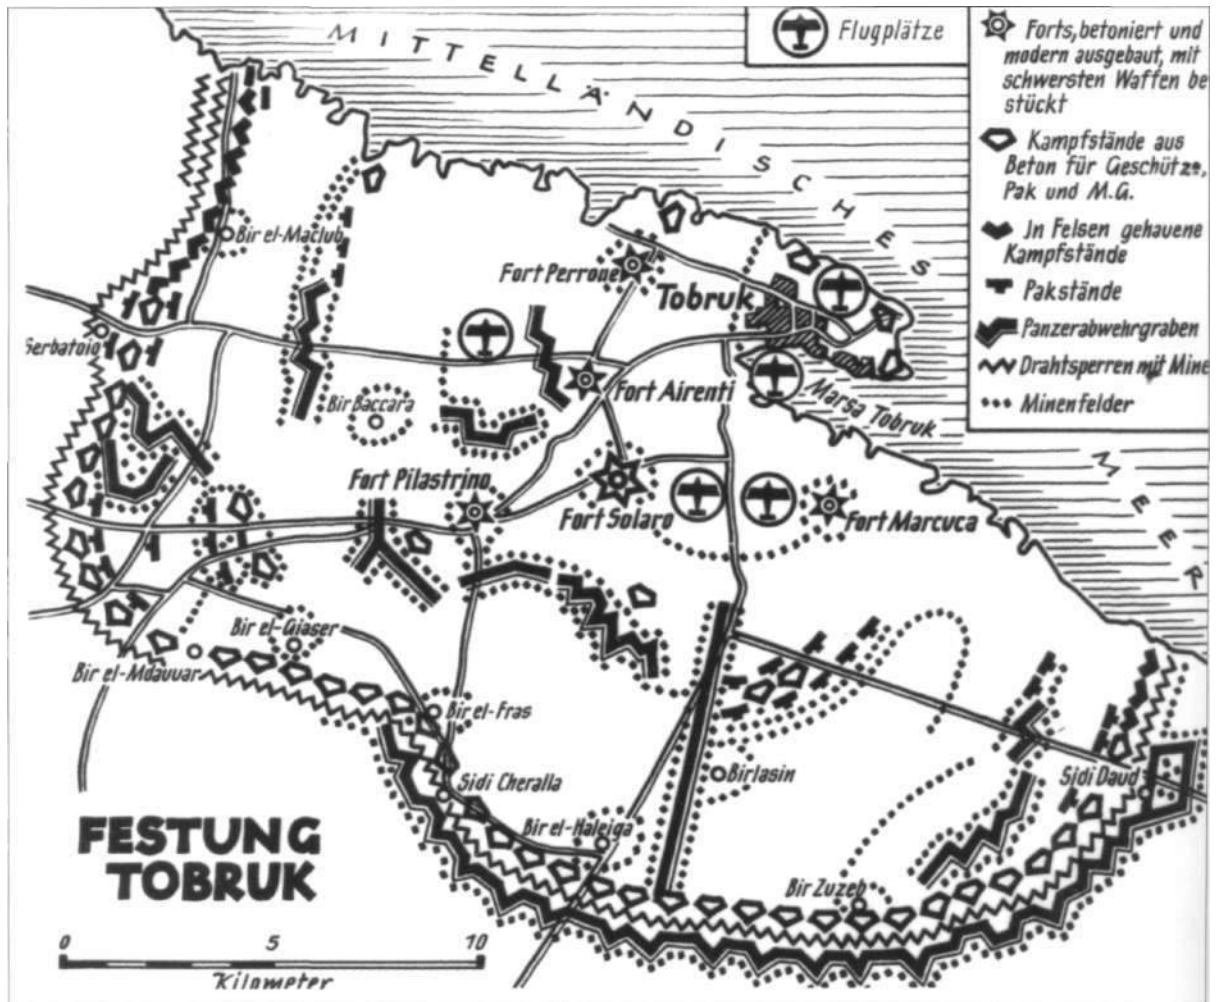 MITTELLÄNDISCHES
MEER
Flugplätze
Forts, betoniert und
modern ausgebaut, mit
schwersten Waffen be
stückt
Kampfstände aus
Beton für Geschütze,
Pak und M.G.
Jn Felsen gehauene
Kampfstände
Pakstände
Panzerabwehrgraben
Drahtsperren mit Mine
Minenfelder
Bir el-Maclub
Fort Perrone
Tobruk
Serbatoio
Fort Airenti
Marsa Tobruk
Bir Baccara
Fort Pilastrino
Fort Solaro
Fort Marcuca
Bir el-Giaser
Bir el-Mdauuar
Bir el-Fras
Sidi Cheralla
Birlasin
Sidi Daud
Bir el-Haleiga
Bir Zuzeb
FESTUNG
TOBRUK
0 5 10
Kilometer